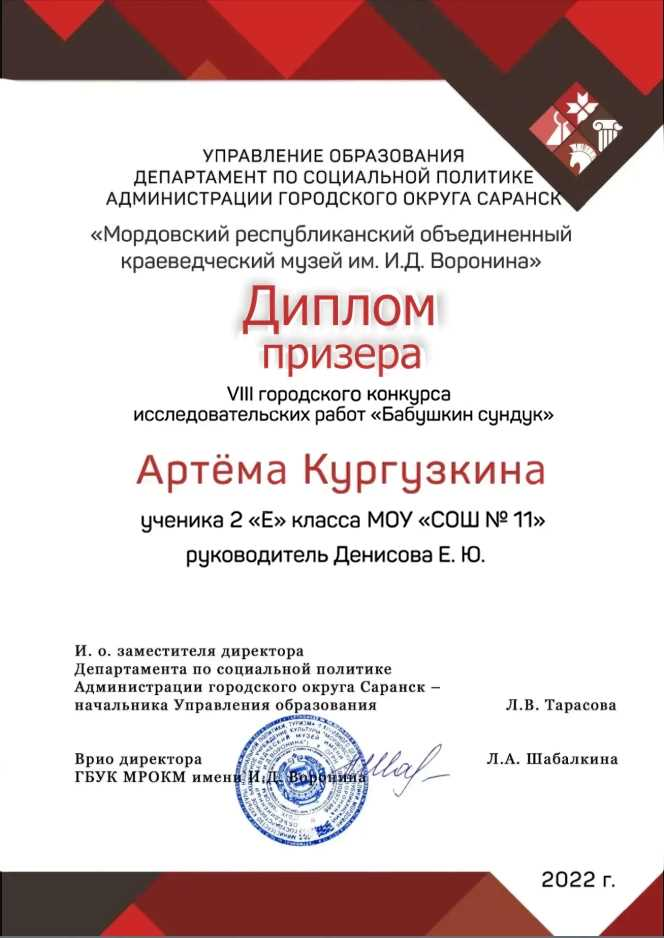 УПРАВЛЕНИЕ ОБРАЗОВАНИЯ
ДЕПАРТАМЕНТ ПО СОЦИАЛЬНОЙ ПОЛИТИКЕ
АДМИНИСТРАЦИИ ГОРОДСКОГО ОКРУГА САРАНСК
«Мордовский республиканский объединенный
краеведческий музей им. И.Д. Воронина»
Диплом
призера
VIII городского конкурса
исследовательских работ «Бабушкин сундук»
Артёма Кургузкина
ученика 2 «Е» класса МОУ «СОШ № 11»
руководитель Денисова Е. Ю.
И. о. заместителя директора
Департамента по социальной политике
Администрации городского округа Саранск –
начальника Управления образования
Л.В. Тарасова
Врио директора
Л.А. Шабалкина
ГБУК МРОКМ имени И.Д. Воронина
2022 г.